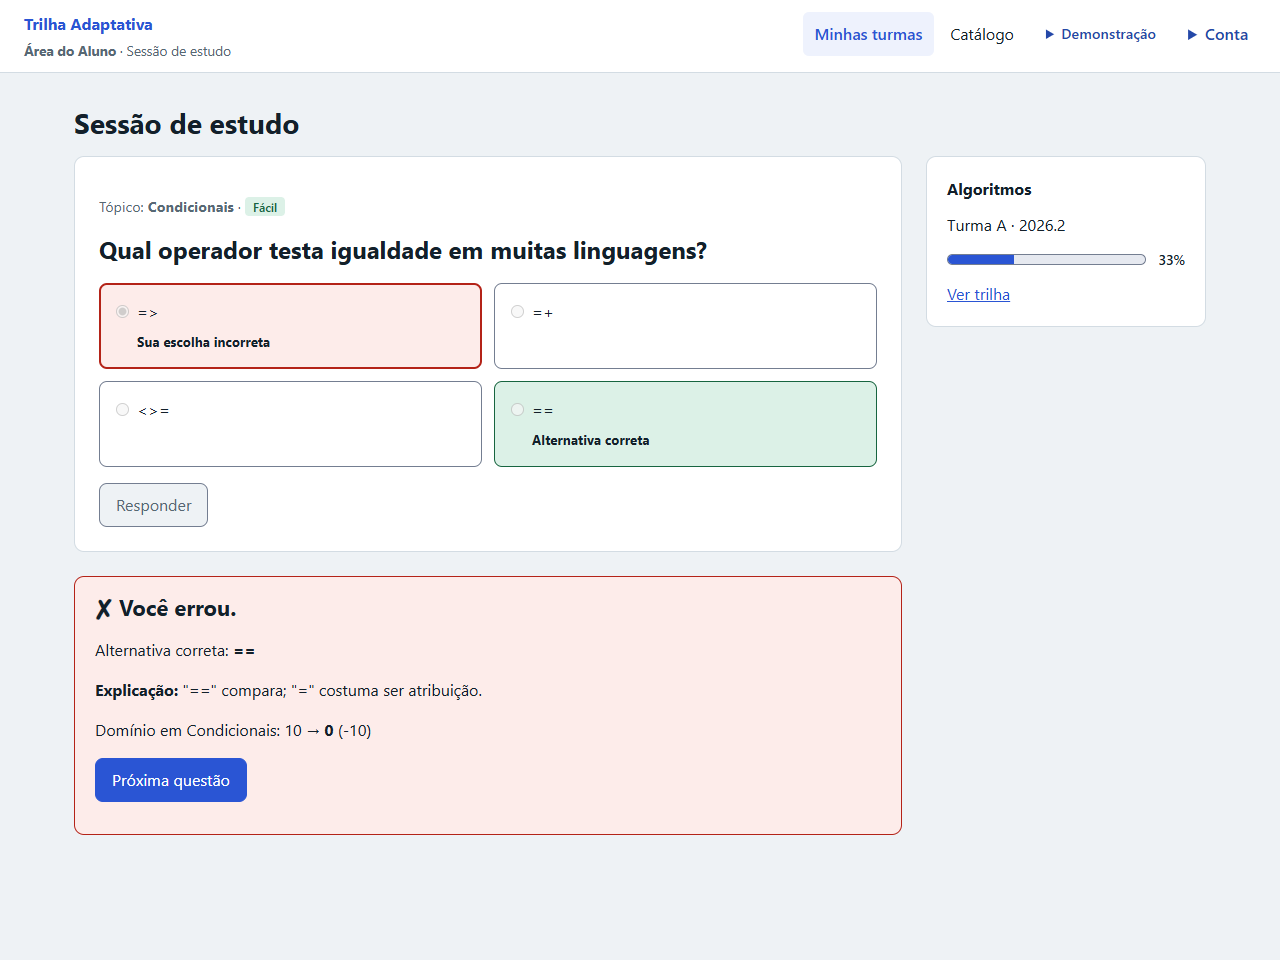 Trilha Adaptativa
Área do Aluno · Sessão de estudo
Minhas turmas
Catálogo
Demonstração
Conta
Sessão de estudo
Tópico: Condicionais · Fácil
Qual operador testa igualdade em muitas linguagens?
=>
Sua escolha incorreta
=+
<>=
==
Alternativa correta
Responder
✗ Você errou.
Alternativa correta: ==
Explicação: "==" compara; "=" costuma ser atribuição.
Domínio em Condicionais: 10 → 0 (-10)
Próxima questão
Algoritmos
Turma A · 2026.2
33%
Ver trilha